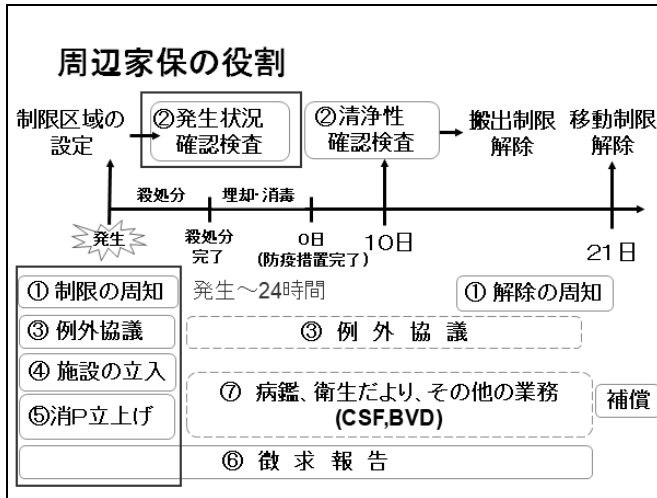 周辺家保の役割
制限区域の
設定
②発生状況
確認検査
②清浄性
確認検査
搬出制限
解除
移動制限
解除
殺処分
埋却･消毒
発生
殺処分
完了
0日
(防疫措置完了)
10日
21日
① 制限の周知
発生～24時間
① 解除の周知
③ 例外協議
③ 例 外 協 議
④ 施設の立入
⑤消P立上げ
⑦ 病鑑、衛生だより、その他の業務
(CSF,BVD)
補償
⑥ 徴 求 報 告